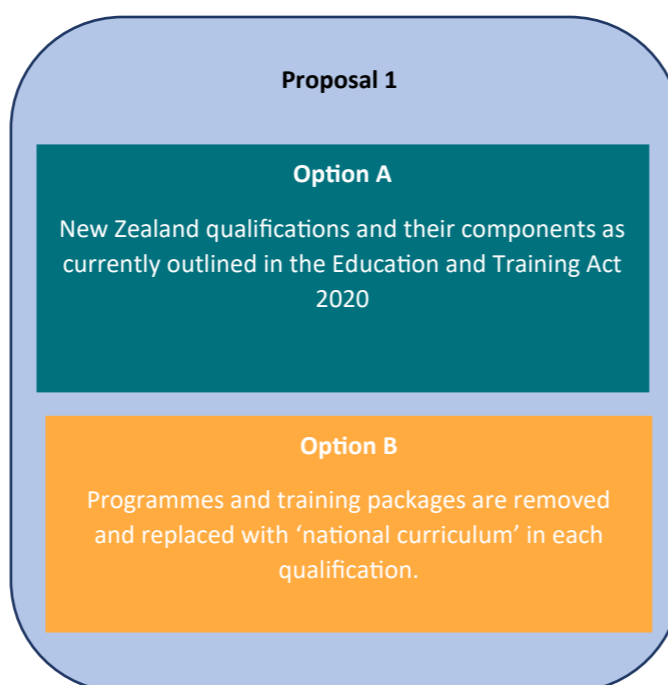 Proposal 1
Option A
New Zealand qualifications and their components as
currently outlined in the Education and Training Act
2020
Option B
Programmes and training packages are removed
and replaced with ‘national curriculum’ in each
qualification.